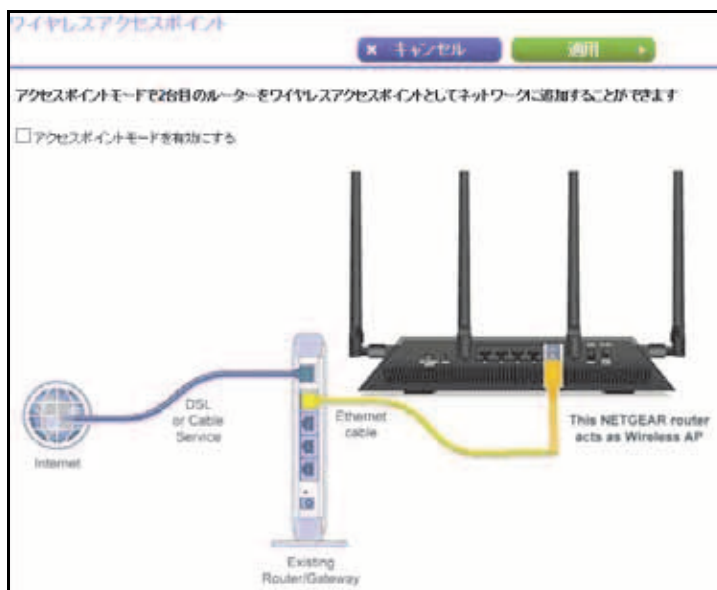 ワイヤレスアクセスポイント
× キャンセル
適用
アクセスポイントモードで2台目のルーターをワイヤレスアクセスポイントとしてネットワークに追加することができます
アクセスポイントモードを有効にする
Internet
DSL
or Cable
Service
Ethernet
cable
This NETGEAR router
acts as Wireless AP
Existing
Router/Gateway